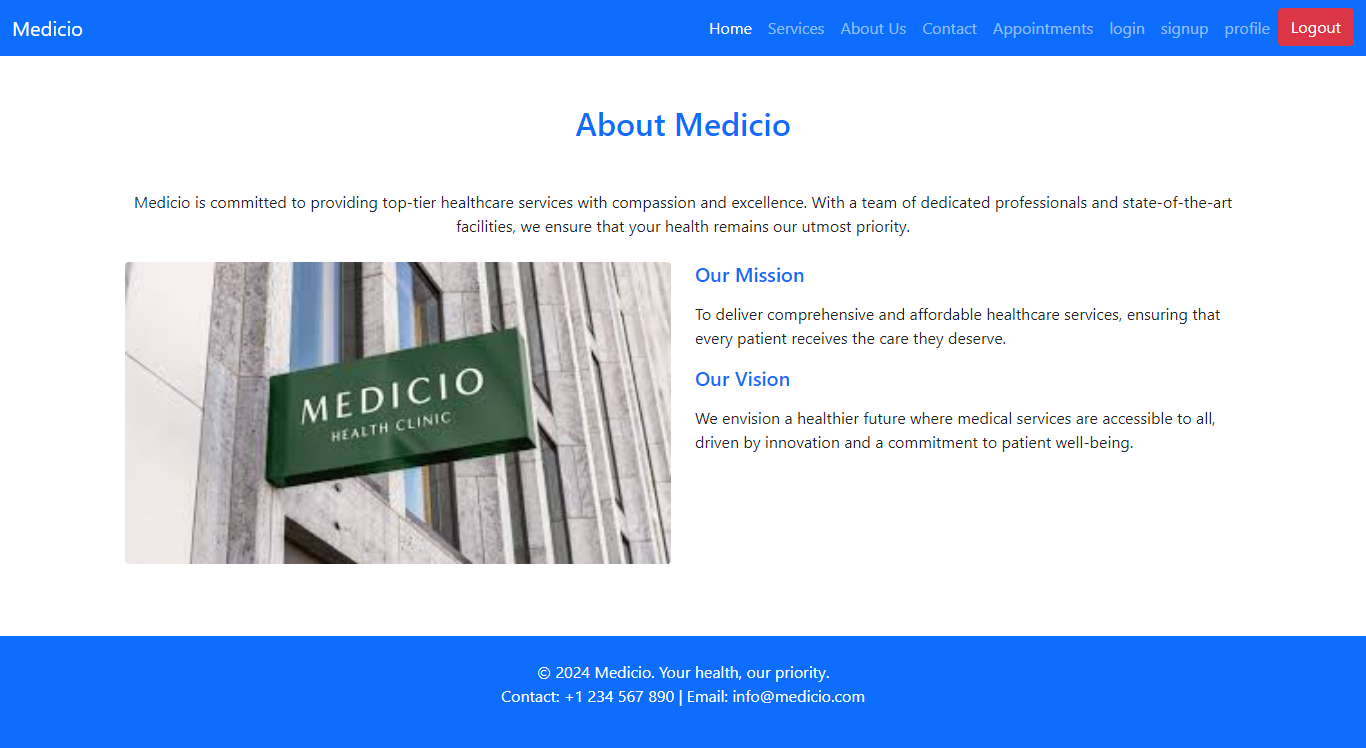 Medicio
Home Services About Us Contact Appointments login signup profile Logout
About Medicio
Medicio is committed to providing top-tier healthcare services with compassion and excellence. With a team of dedicated professionals and state-of-the-art
facilities, we ensure that your health remains our utmost priority.
MEDICIO
HEALTH CLINIC
Our Mission
To deliver comprehensive and affordable healthcare services, ensuring that
every patient receives the care they deserve.
Our Vision
We envision a healthier future where medical services are accessible to all,
driven by innovation and a commitment to patient well-being.
© 2024 Medicio. Your health, our priority.
Contact: +1 234 567 890 | Email: info@medicio.com